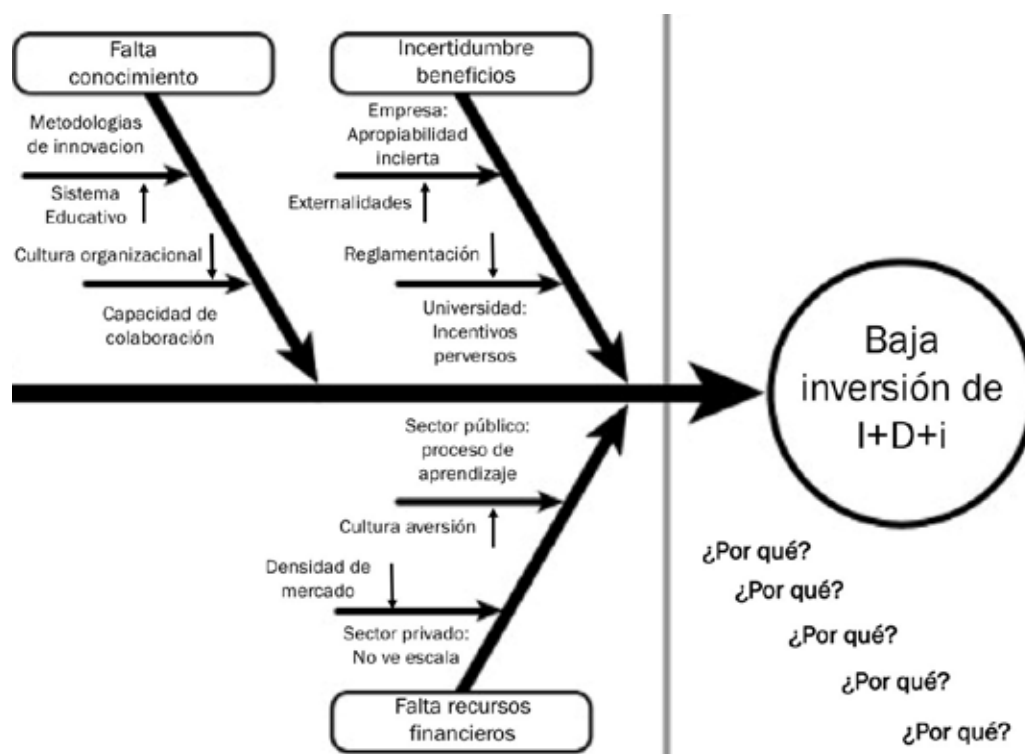 Falta
conocimiento
Metodologias
de innovacion
Sistema
Educativo
Cultura organizacional
Capacidad de
colaboración
Incertidumbre
beneficios
Empresa:
Apropiabilidad
incierta
Externalidades
Reglamentación
Universidad:
Incentivos
perversos
Baja
inversión de
I+D+i
Sector público:
proceso de
aprendizaje
Cultura aversión
Densidad de
mercado
Sector privado:
No ve escala
Falta recursos
financieros
¿Por qué?
¿Por qué?
¿Por qué?
¿Por qué?
¿Por qué?